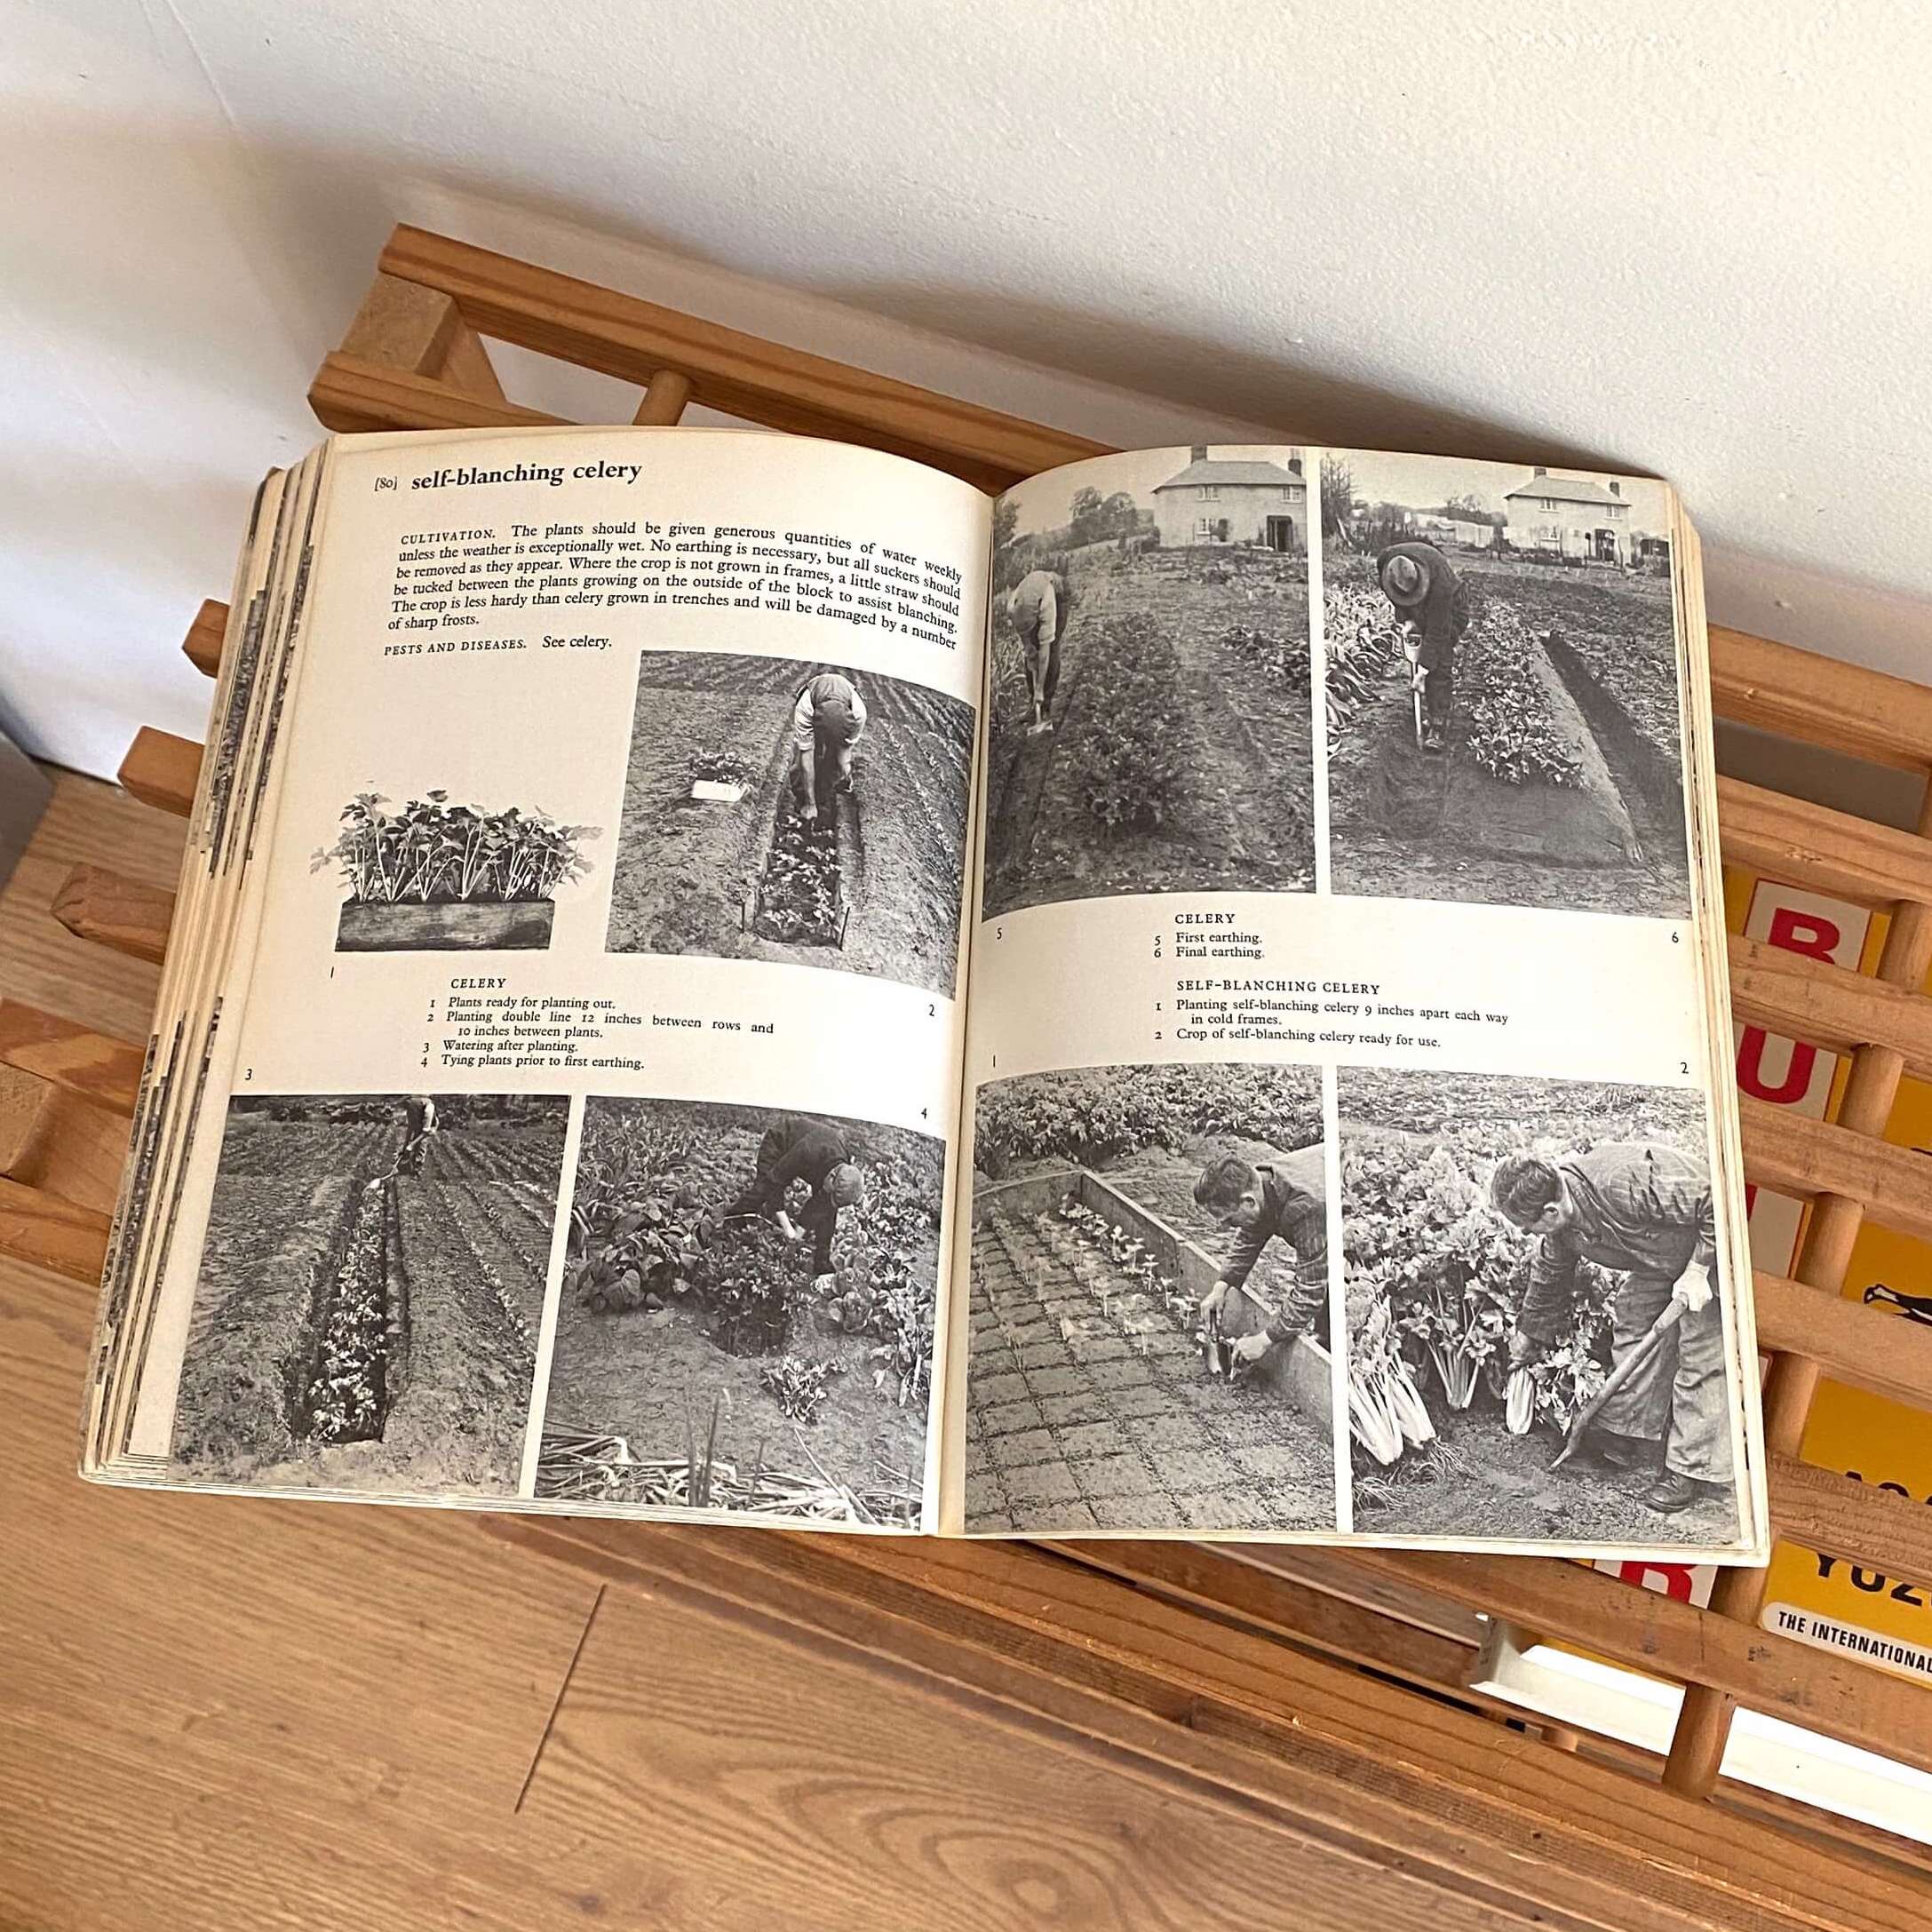 [80] self-blanching celery
CULTIVATION. The plants should be given generous quantities of water weekly
unless the weather is exceptionally wet. No earthing is necessary, but all suckers should
be removed as they appear. Where the crop is not grown in frames, a little straw should
be tucked between the plants growing on the outside of the block to assist blanching.
The crop is less hardy than celery grown in trenches and will be damaged by a number
of sharp frosts.
PESTS AND DISEASES. See celery.
1
2
CELERY
1 Plants ready for planting out.
2 Planting double line 12 inches between rows and
10 inches between plants.
3 Watering after planting.
4 Tying plants prior to first earthing.
3
4
5
6
CELERY
5 First earthing.
6 Final earthing.
SELF-BLANCHING CELERY
1 Planting self-blanching celery 9 inches apart each way
in cold frames.
2 Crop of self-blanching celery ready for use.
1
2
B
U
THE INTERNATIONAL